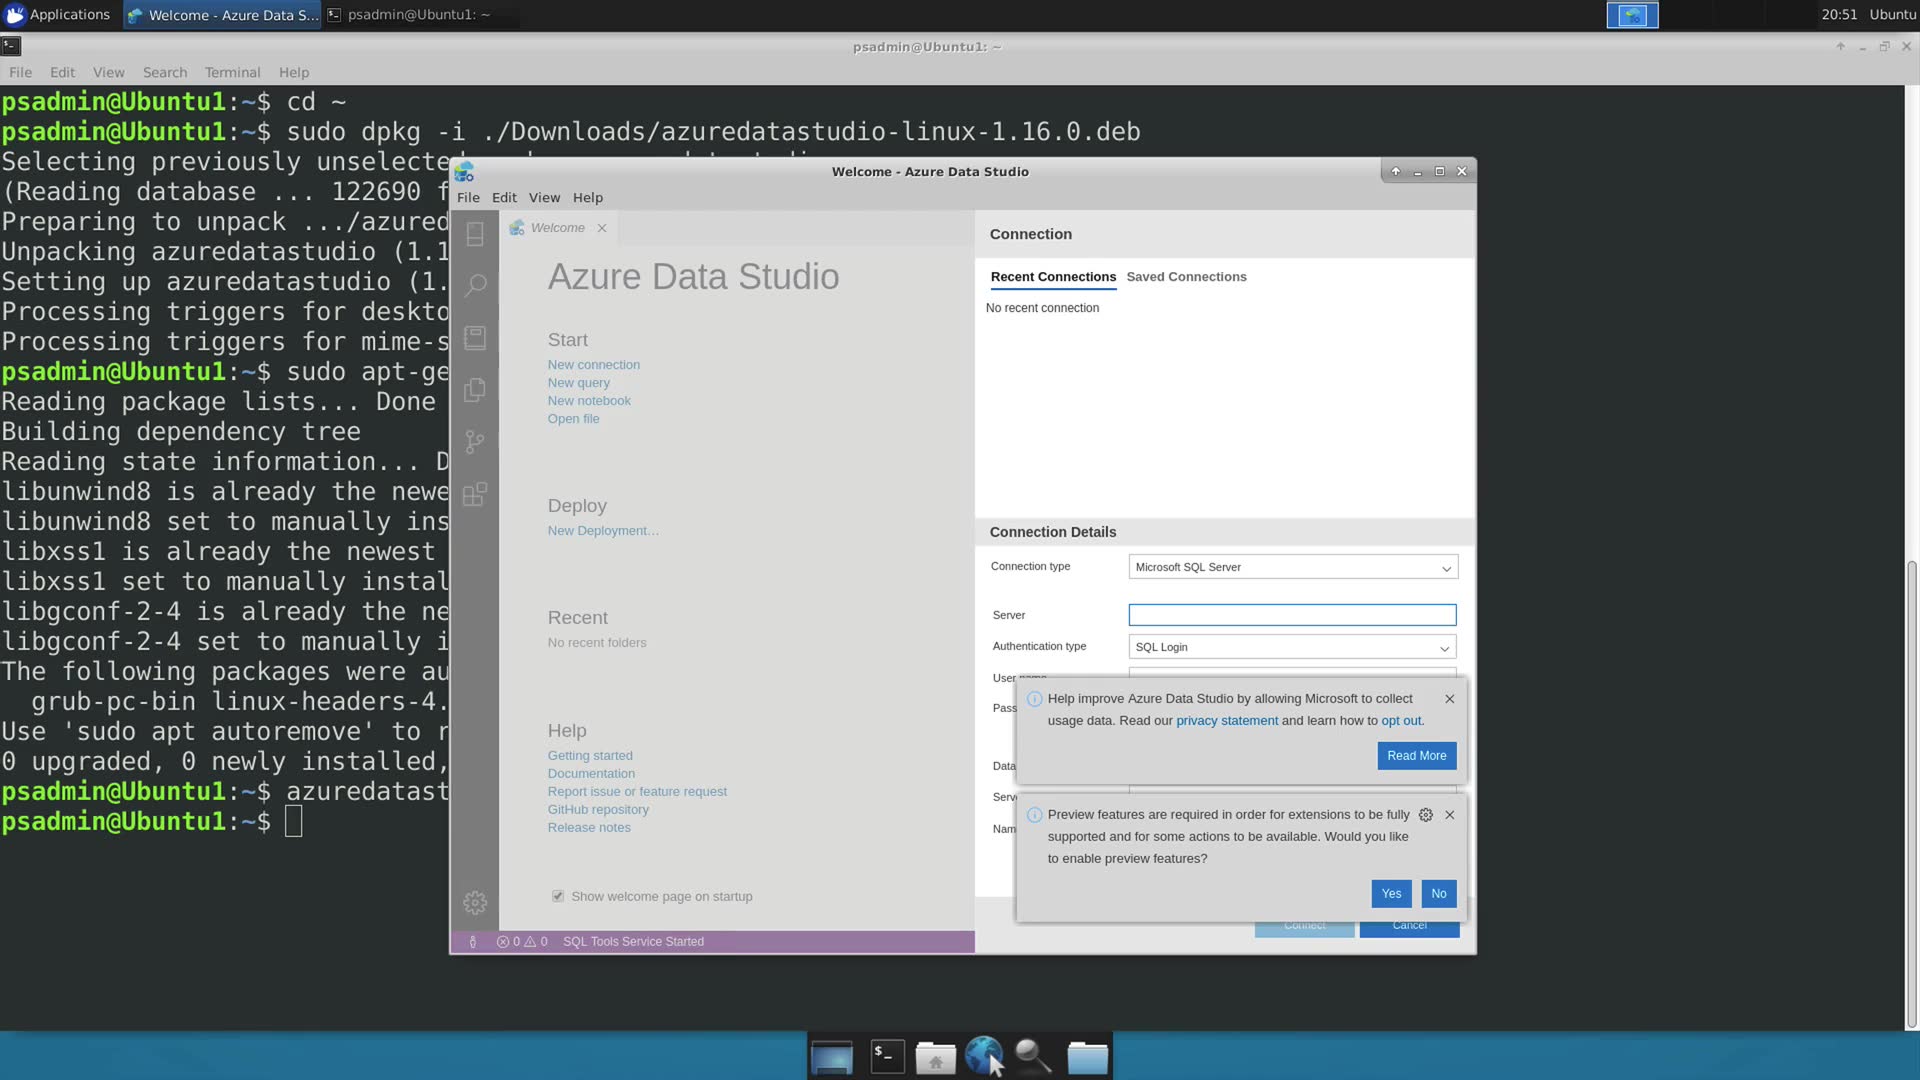 Applications
Welcome - Azure Data S...
psadmin@Ubuntu1: ~
20:51 Ubuntu
psadmin@Ubuntu1: ~
File Edit View Search Terminal Help
psadmin@Ubuntu1:~$ cd ~
psadmin@Ubuntu1:~$ sudo dpkg -i ./Downloads/azuredatastudio-linux-1.16.0.deb
Selecting previously unselecte
(Reading database ... 122690 f
Preparing to unpack .../azured
Unpacking azuredatastudio (1.1
Setting up azuredatastudio (1.
Processing triggers for deskto
Processing triggers for mime-s
psadmin@Ubuntu1:~$ sudo apt-ge
Reading package lists... Done
Building dependency tree
Reading state information... D
libunwind8 is already the newe
libunwind8 set to manually ins
libxss1 is already the newest
libxss1 set to manually instal
libgconf-2-4 is already the ne
libgconf-2-4 set to manually i
The following packages were au
grub-pc-bin linux-headers-4.
Use 'sudo apt autoremove' to r
0 upgraded, 0 newly installed,
psadmin@Ubuntu1:~$ azuredatast
psadmin@Ubuntu1:~$
Welcome - Azure Data Studio
File Edit View Help
Welcome
Azure Data Studio
Start
New connection
New query
New notebook
Open file
Deploy
New Deployment...
Recent
No recent folders
Help
Getting started
Documentation
Report issue or feature request
GitHub repository
Release notes
Show welcome page on startup
0 0 SQL Tools Service Started
Connection
Recent Connections Saved Connections
No recent connection
Connection Details
Connection type Microsoft SQL Server
Server
Authentication type SQL Login
User name
Pass
Data
Serv
Nam
Help improve Azure Data Studio by allowing Microsoft to collect
usage data. Read our privacy statement and learn how to opt out.
Read More
Preview features are required in order for extensions to be fully
supported and for some actions to be available. Would you like
to enable preview features?
Yes No
Connect Cancel
$_